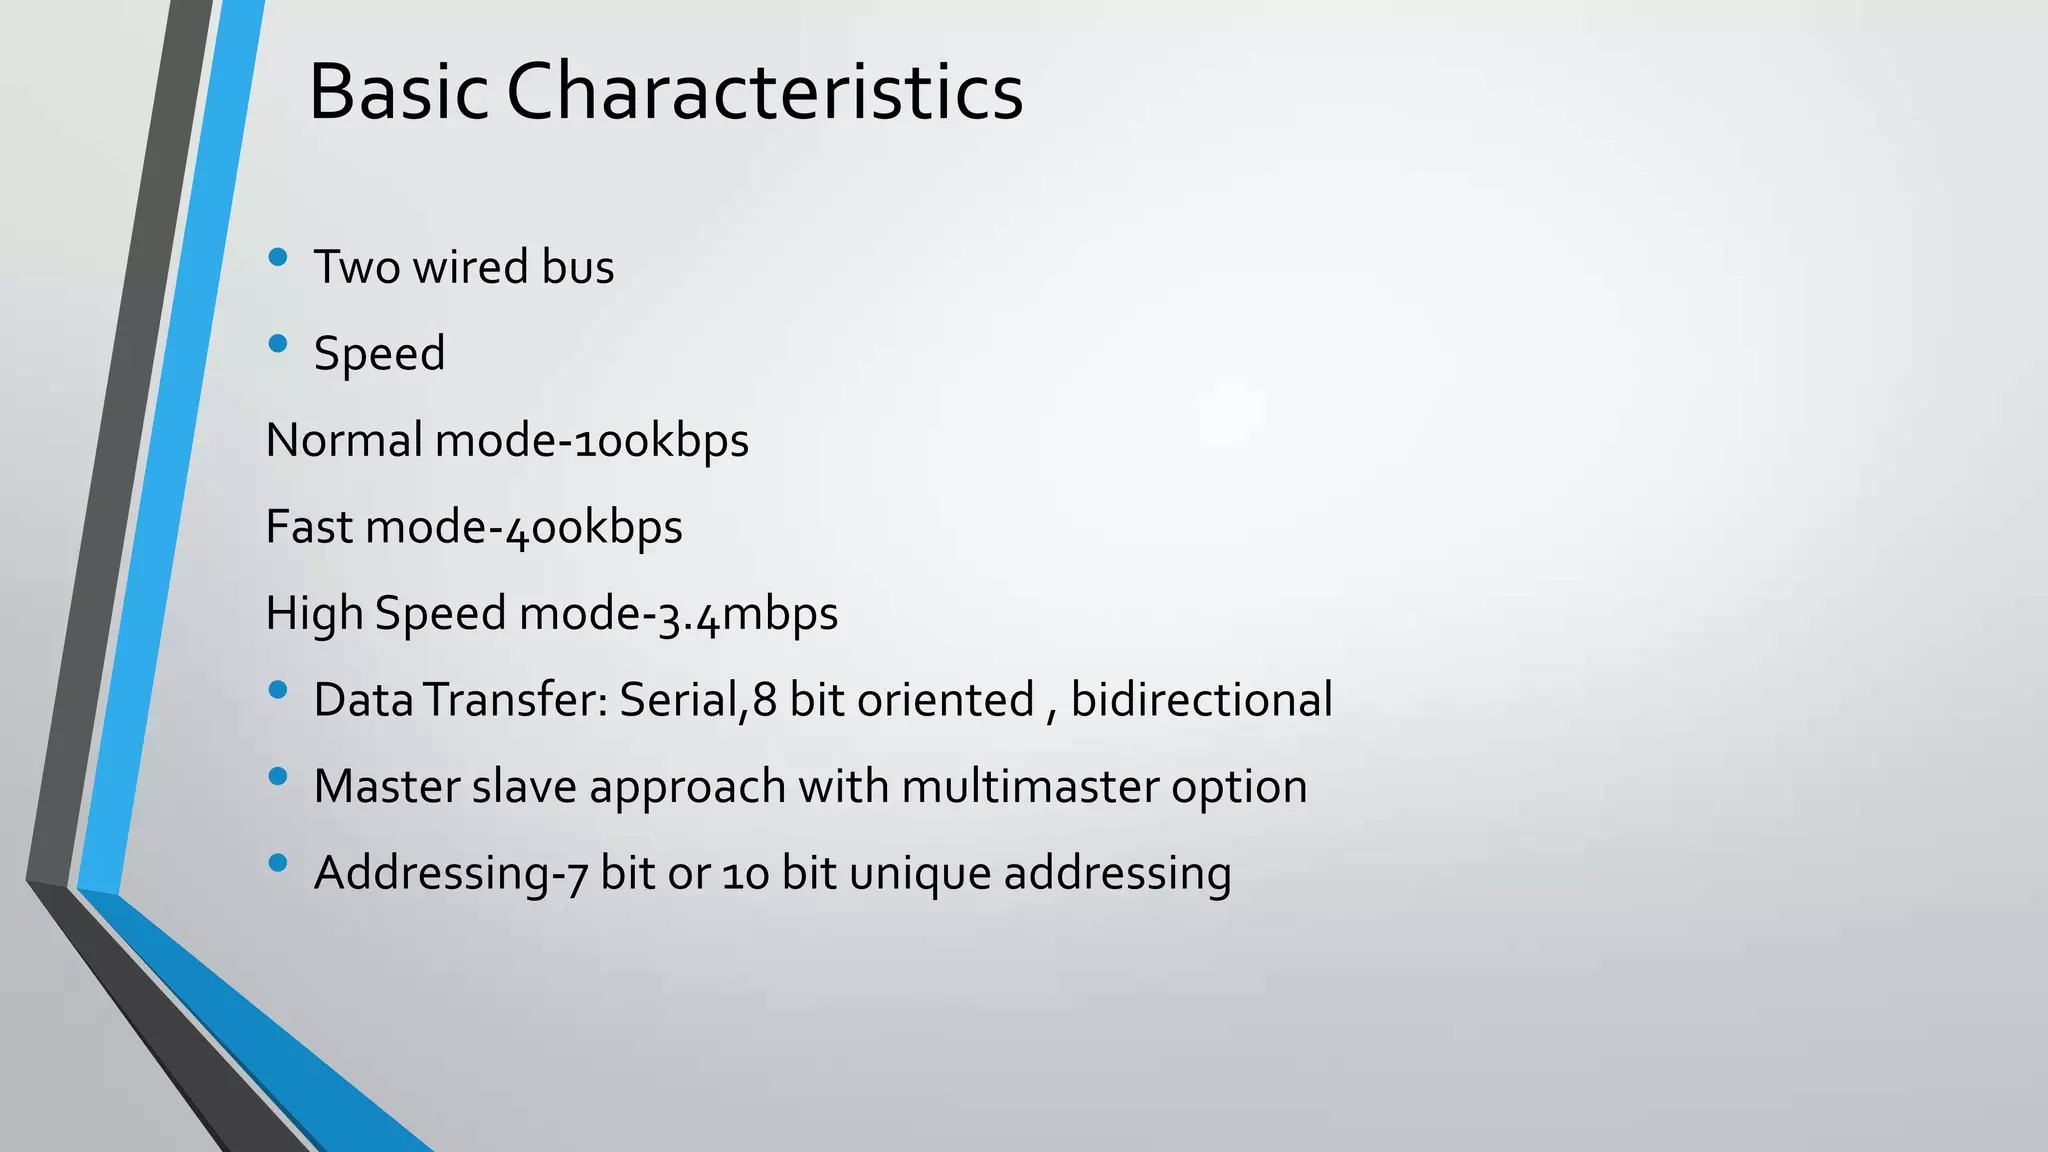 Basic Characteristics
• Two wired bus
• Speed
Normal mode-100kbps
Fast mode-400kbps
High Speed mode-3.4mbps
• Data Transfer: Serial,8 bit oriented , bidirectional
• Master slave approach with multimaster option
• Addressing-7 bit or 10 bit unique addressing